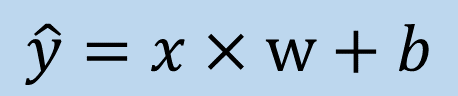 ŷ = x × w + b